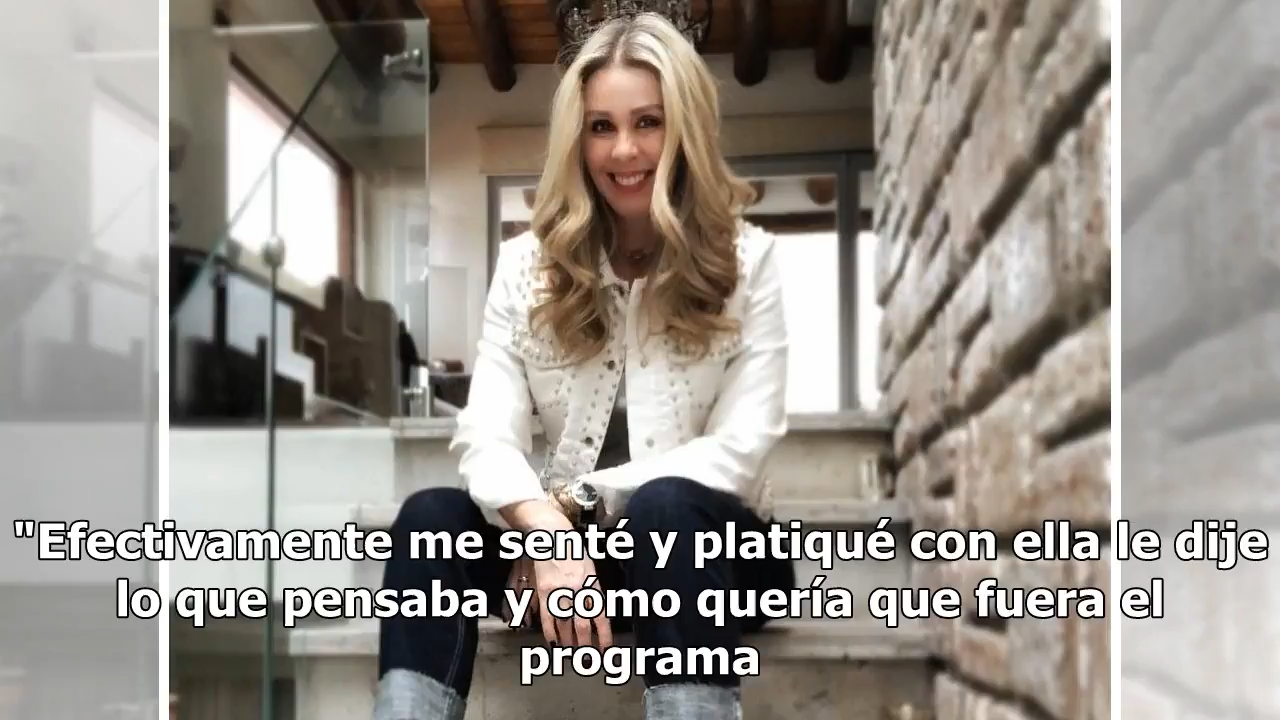 "Efectivamente me senté y platiqué con ella le dije
lo que pensaba y cómo quería que fuera el
programa